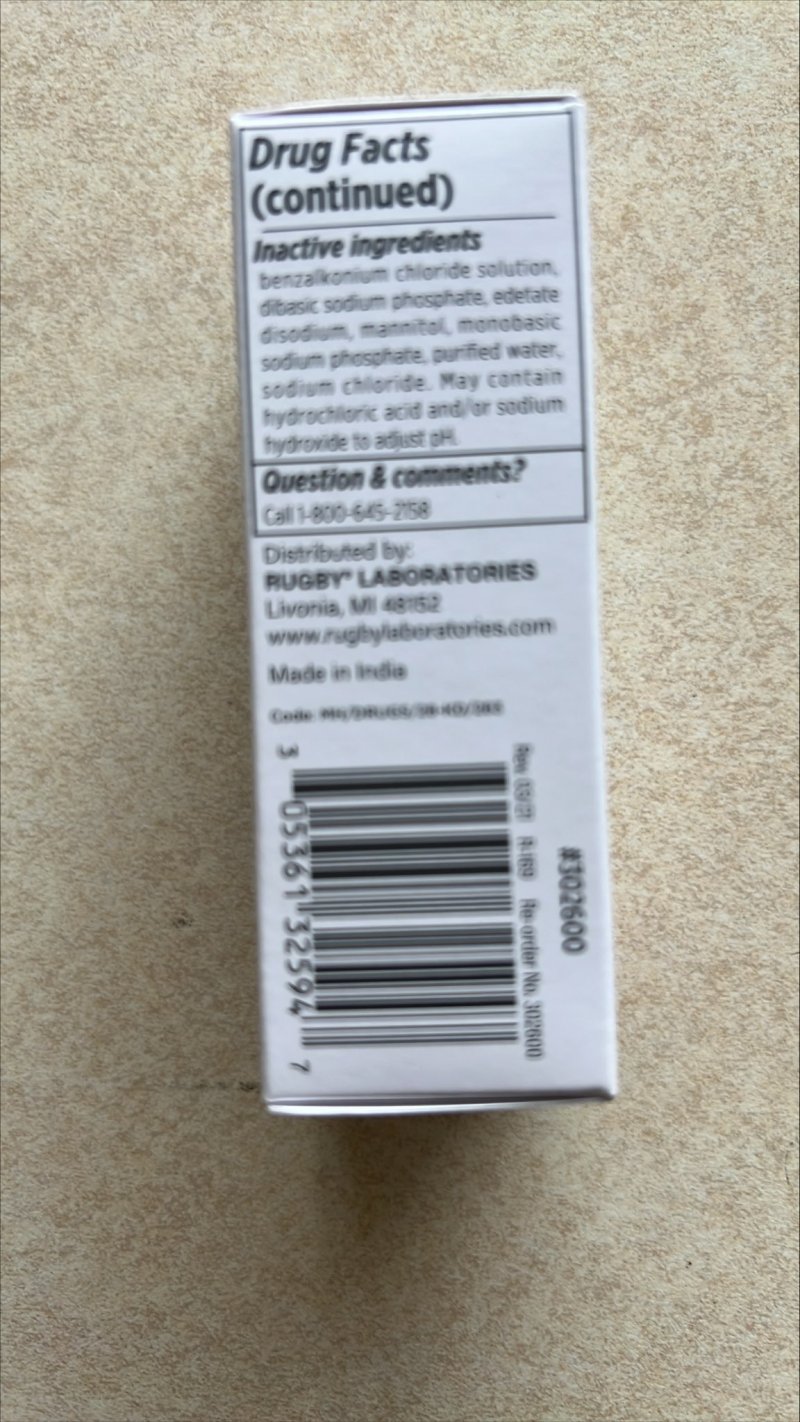 Drug Facts
(continued)
Inactive ingredients
benzalkonium chloride solution,
dibasic sodium phosphate, edetate
disodium, mannitol, monobasic
sodium phosphate, purified water,
sodium chloride. May contain
hydrochloric acid and/or sodium
hydroxide to adjust pH.
Question & comments?
Call 1-800-645-2158
Distributed by:
RUGBY® LABORATORIES
Livonia, MI 48152
www.rugbylaboratories.com
Made in India
Code:
3 05361 32594 7
Rev. Re-order No. 302600
#302600